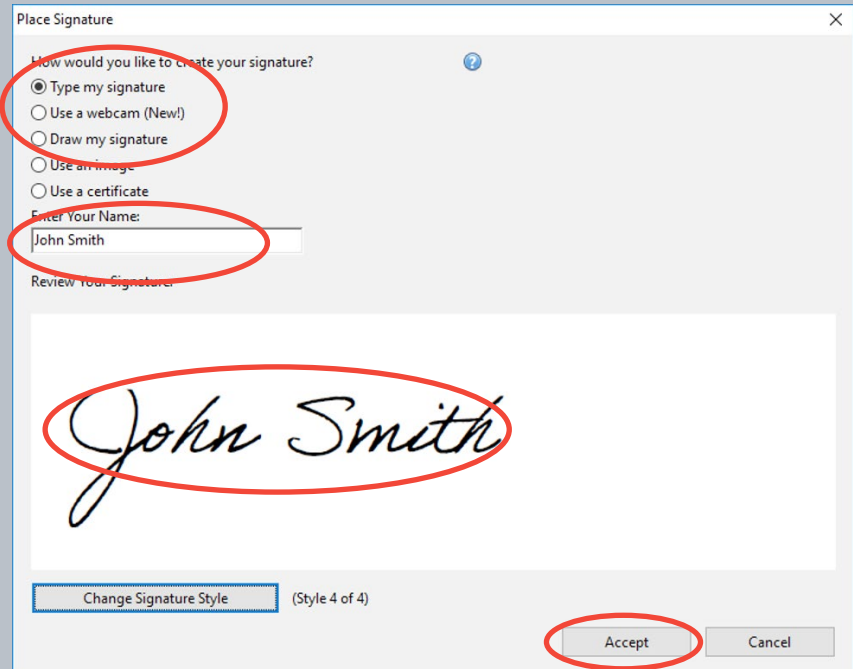 Place Signature
How would you like to create your signature?
Type my signature
Use a webcam (New!)
Draw my signature
Use an image
Use a certificate
Enter Your Name:
John Smith
Review Your Signature:
John Smith
Change Signature Style (Style 4 of 4)
Accept Cancel